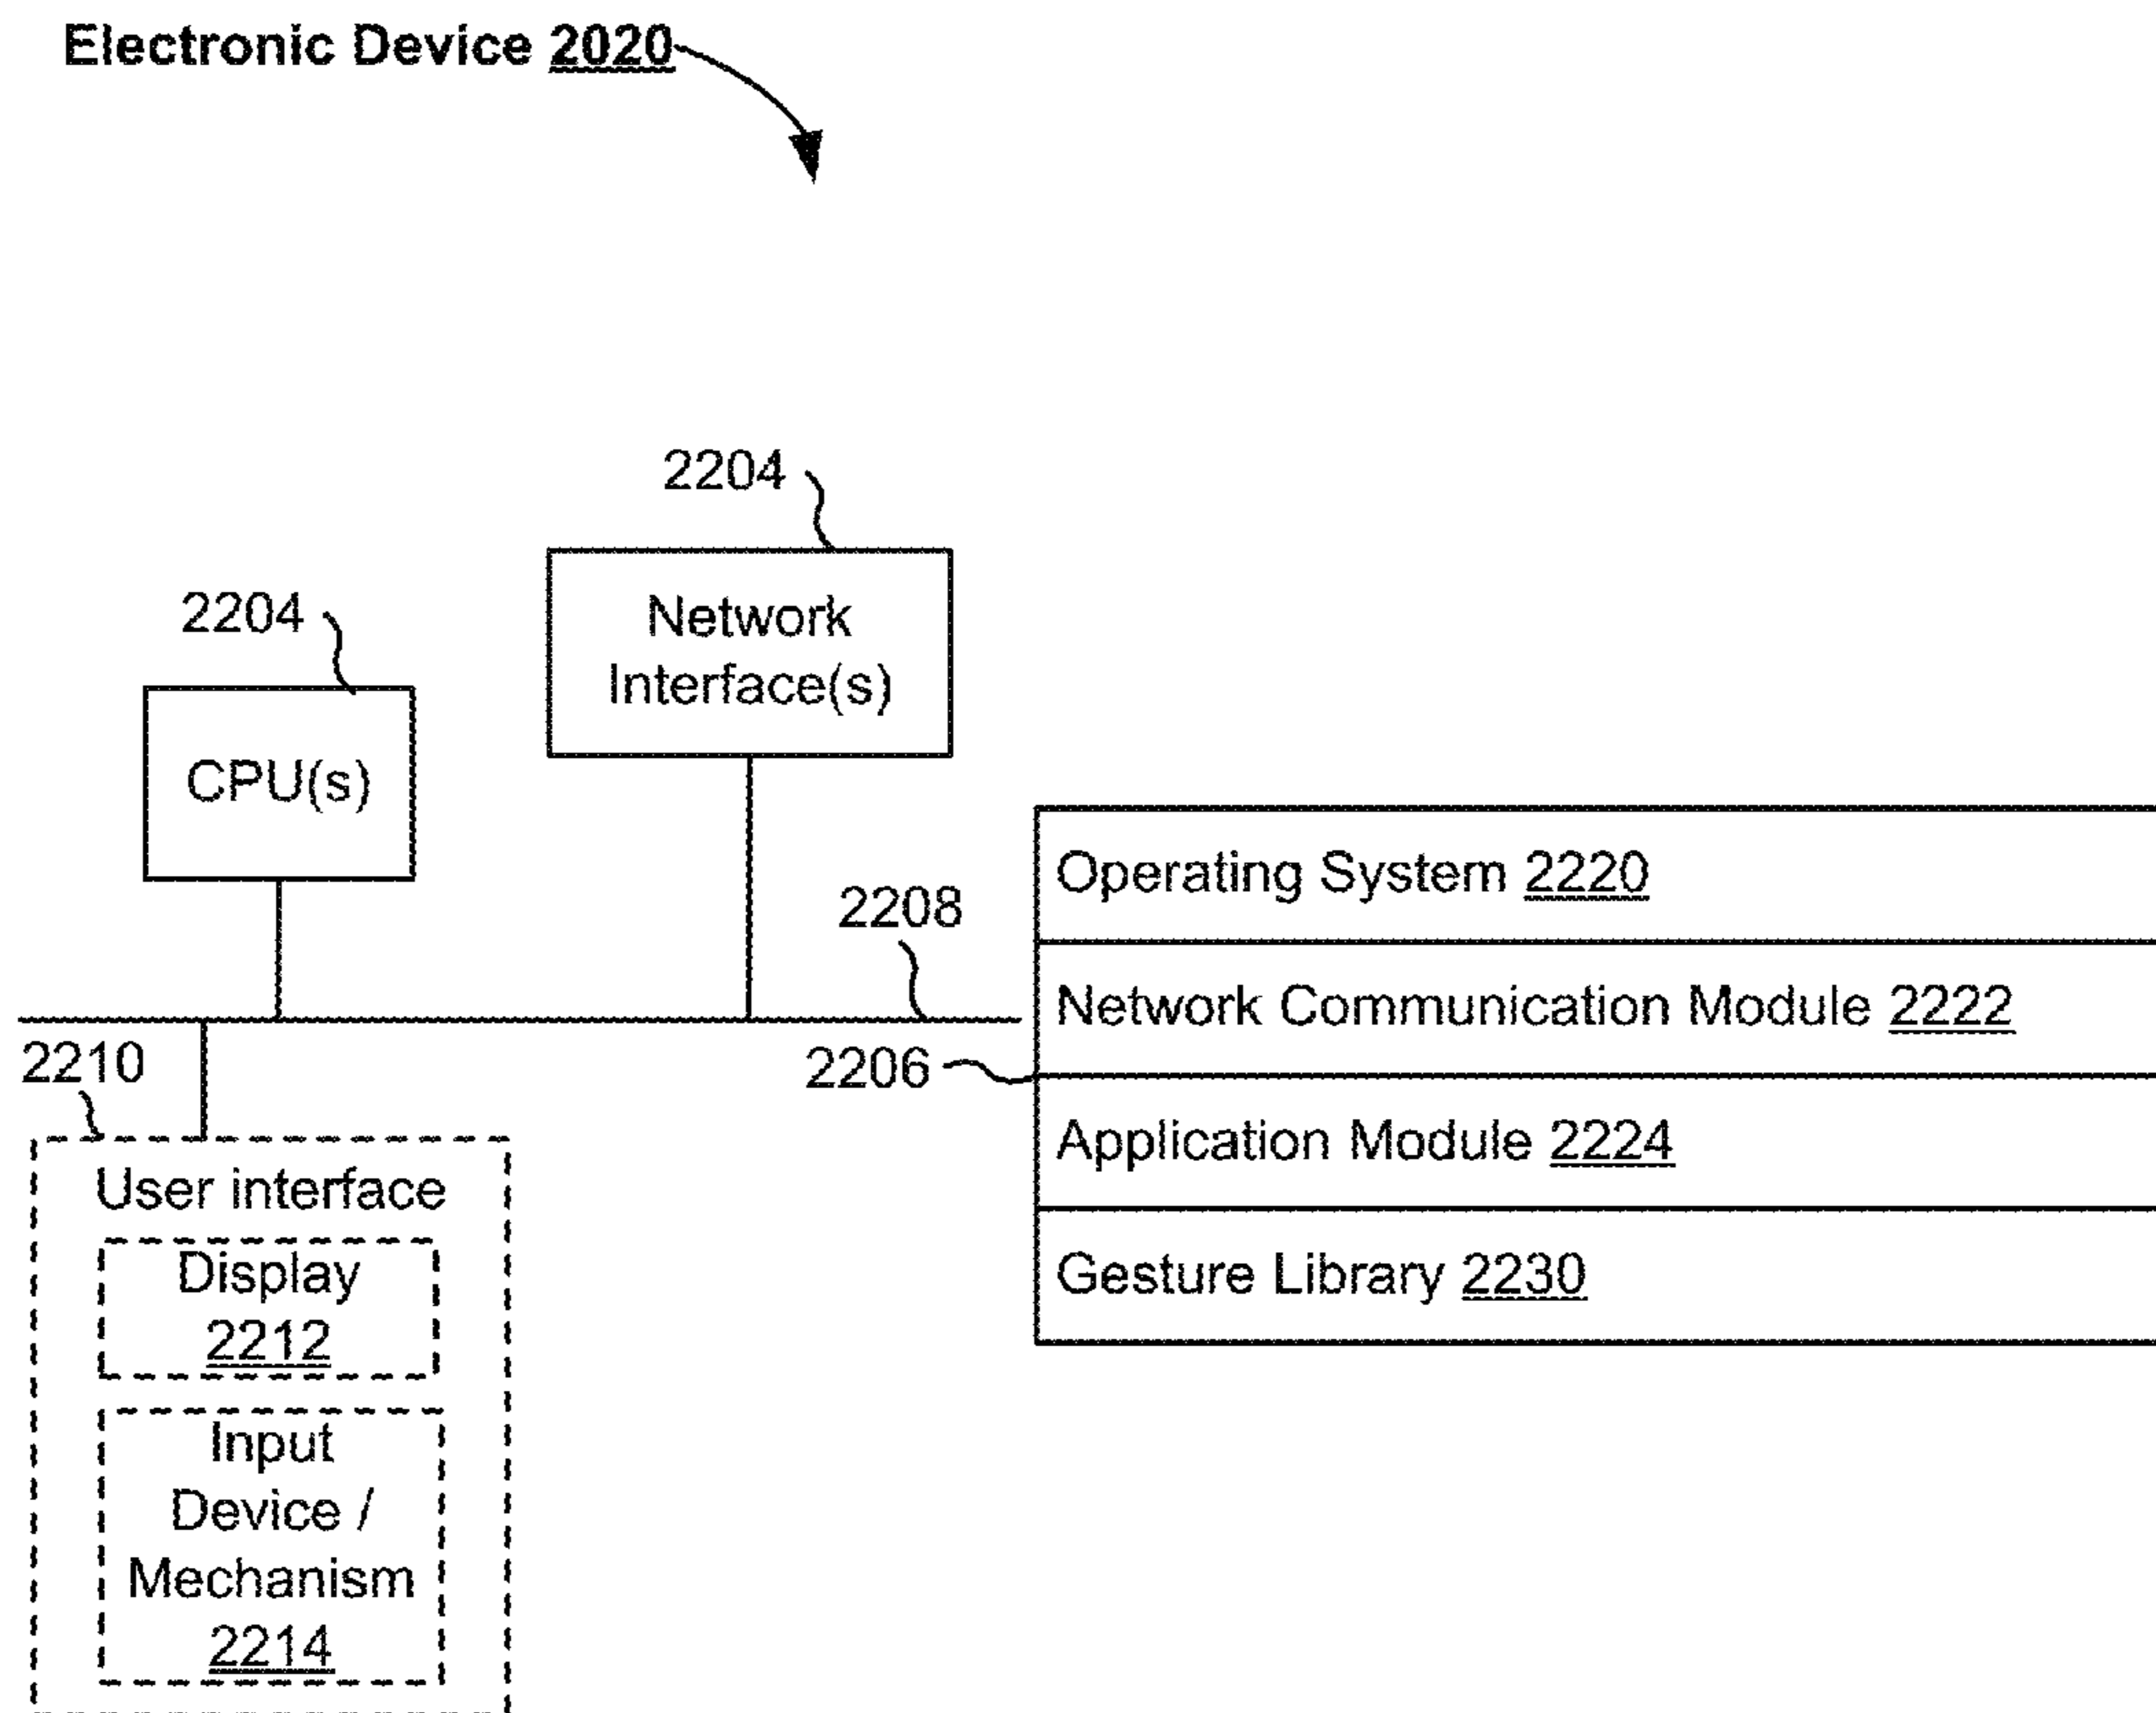 Electronic Device 2020
2204
Network
Interface(s)
2204
CPU(s)
2208
Operating System 2220
Network Communication Module 2222
2206
Application Module 2224
Gesture Library 2230
2210
User interface
Display
2212
Input
Device /
Mechanism
2214